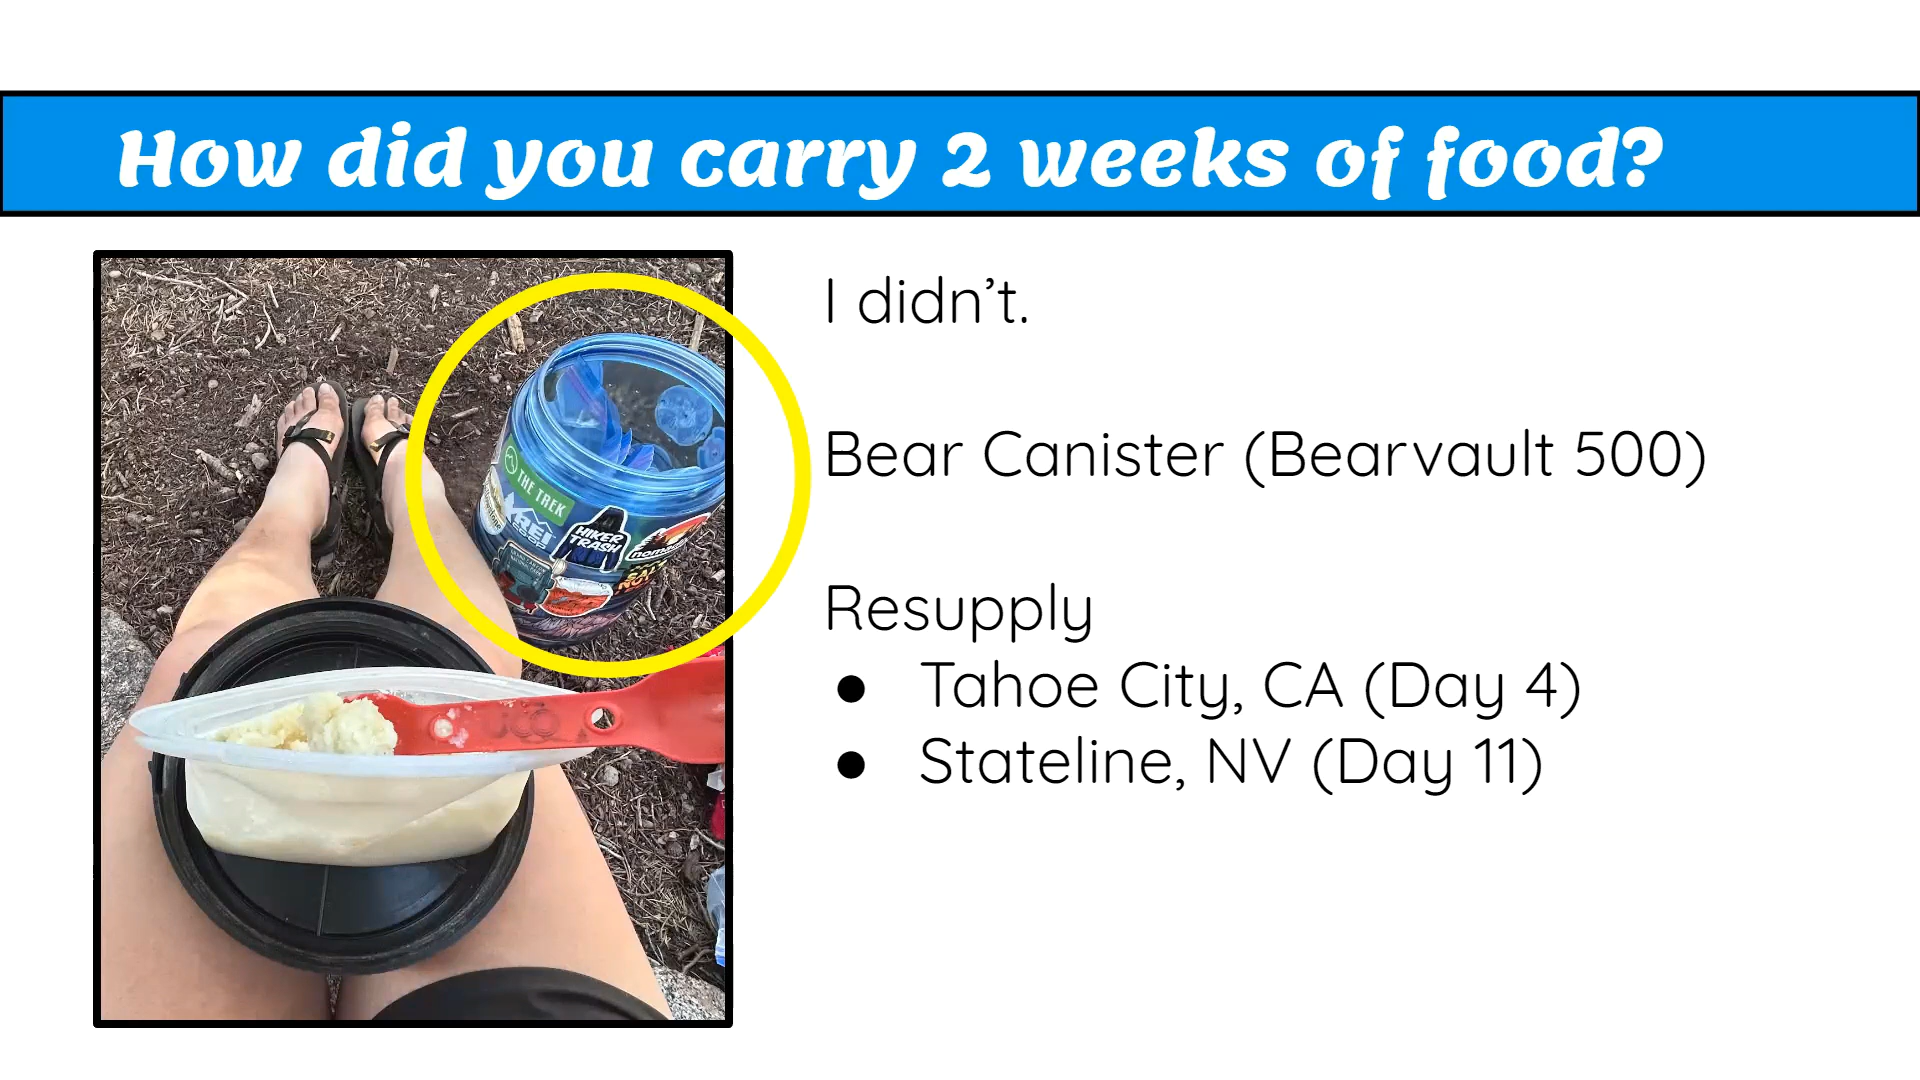 How did you carry 2 weeks of food?
I didn’t.
Bear Canister (Bearvault 500)
Resupply
● Tahoe City, CA (Day 4)
● Stateline, NV (Day 11)
THE TREK
REI
COOP
HIKER
TRASH